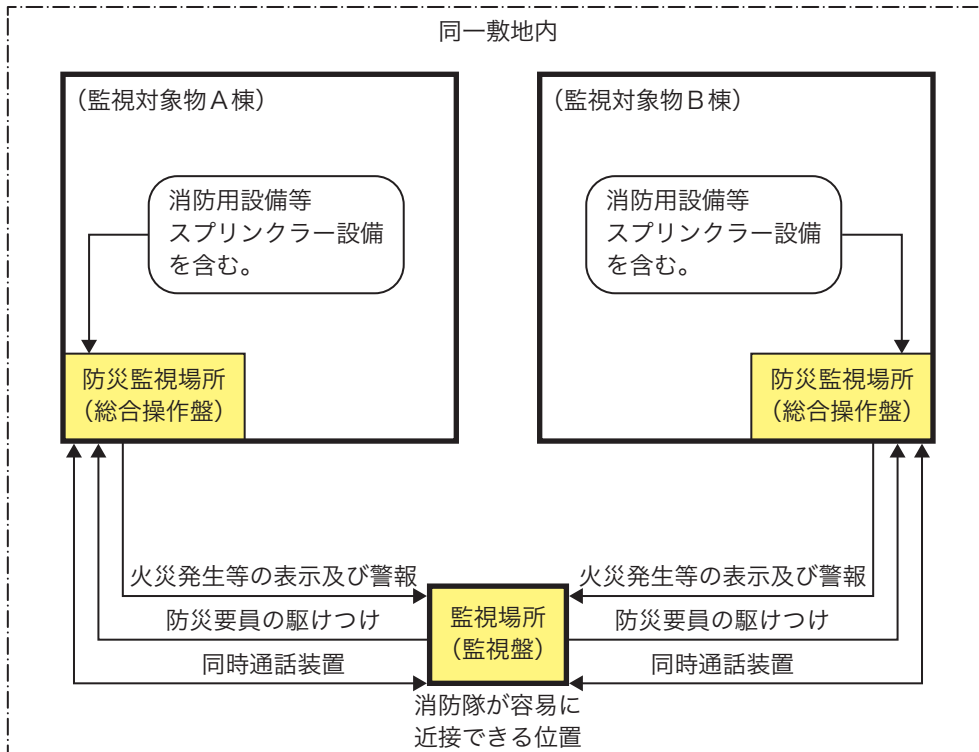 同一敷地内
（監視対象物Ａ棟）
（監視対象物Ｂ棟）
消防用設備等
スプリンクラー設備
を含む。
消防用設備等
スプリンクラー設備
を含む。
防災監視場所
（総合操作盤）
防災監視場所
（総合操作盤）
火災発生等の表示及び警報
防災要員の駆けつけ
同時通話装置
監視場所
（監視盤）
火災発生等の表示及び警報
防災要員の駆けつけ
同時通話装置
消防隊が容易に
近接できる位置